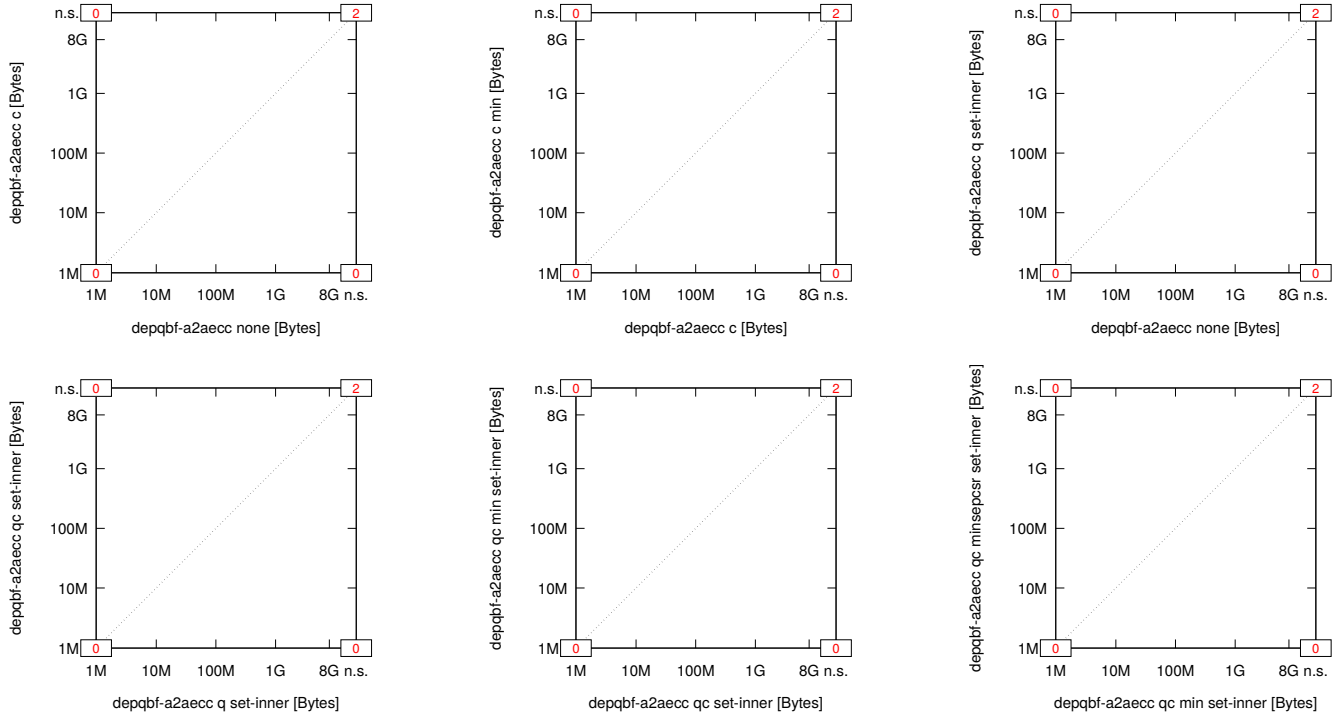 n.s. 0 2
8G
1G
100M
10M
1M 0 0
1M 10M 100M 1G 8G n.s.
depqbf-a2aecc c [Bytes]
depqbf-a2aecc none [Bytes]
n.s. 0 2
8G
1G
100M
10M
1M 0 0
1M 10M 100M 1G 8G n.s.
depqbf-a2aecc c min [Bytes]
depqbf-a2aecc c [Bytes]
n.s. 0 2
8G
1G
100M
10M
1M 0 0
1M 10M 100M 1G 8G n.s.
depqbf-a2aecc q set-inner [Bytes]
depqbf-a2aecc none [Bytes]
n.s. 0 2
8G
1G
100M
10M
1M 0 0
1M 10M 100M 1G 8G n.s.
depqbf-a2aecc qc set-inner [Bytes]
depqbf-a2aecc q set-inner [Bytes]
n.s. 0 2
8G
1G
100M
10M
1M 0 0
1M 10M 100M 1G 8G n.s.
depqbf-a2aecc qc min set-inner [Bytes]
depqbf-a2aecc qc set-inner [Bytes]
n.s. 0 2
8G
1G
100M
10M
1M 0 0
1M 10M 100M 1G 8G n.s.
depqbf-a2aecc qc minsepcsr set-inner [Bytes]
depqbf-a2aecc qc min set-inner [Bytes]